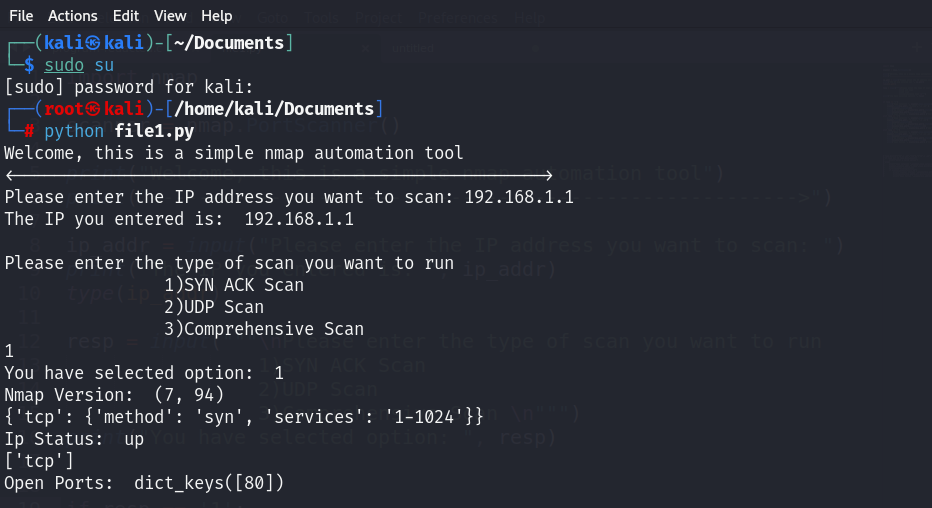 File Actions Edit View Help
┌──(kali㉿kali)-[~/Documents]
└─$ sudo su
[sudo] password for kali:
┌──(root㉿kali)-[/home/kali/Documents]
└─# python file1.py
Welcome, this is a simple nmap automation tool
<----------------------------------------------------->
Please enter the IP address you want to scan: 192.168.1.1
The IP you entered is:  192.168.1.1
Please enter the type of scan you want to run
                1)SYN ACK Scan
                2)UDP Scan
                3)Comprehensive Scan
1
You have selected option:  1
Nmap Version:  (7, 94)
{'tcp': {'method': 'syn', 'services': '1-1024'}}
Ip Status:  up
['tcp']
Open Ports:  dict_keys([80])